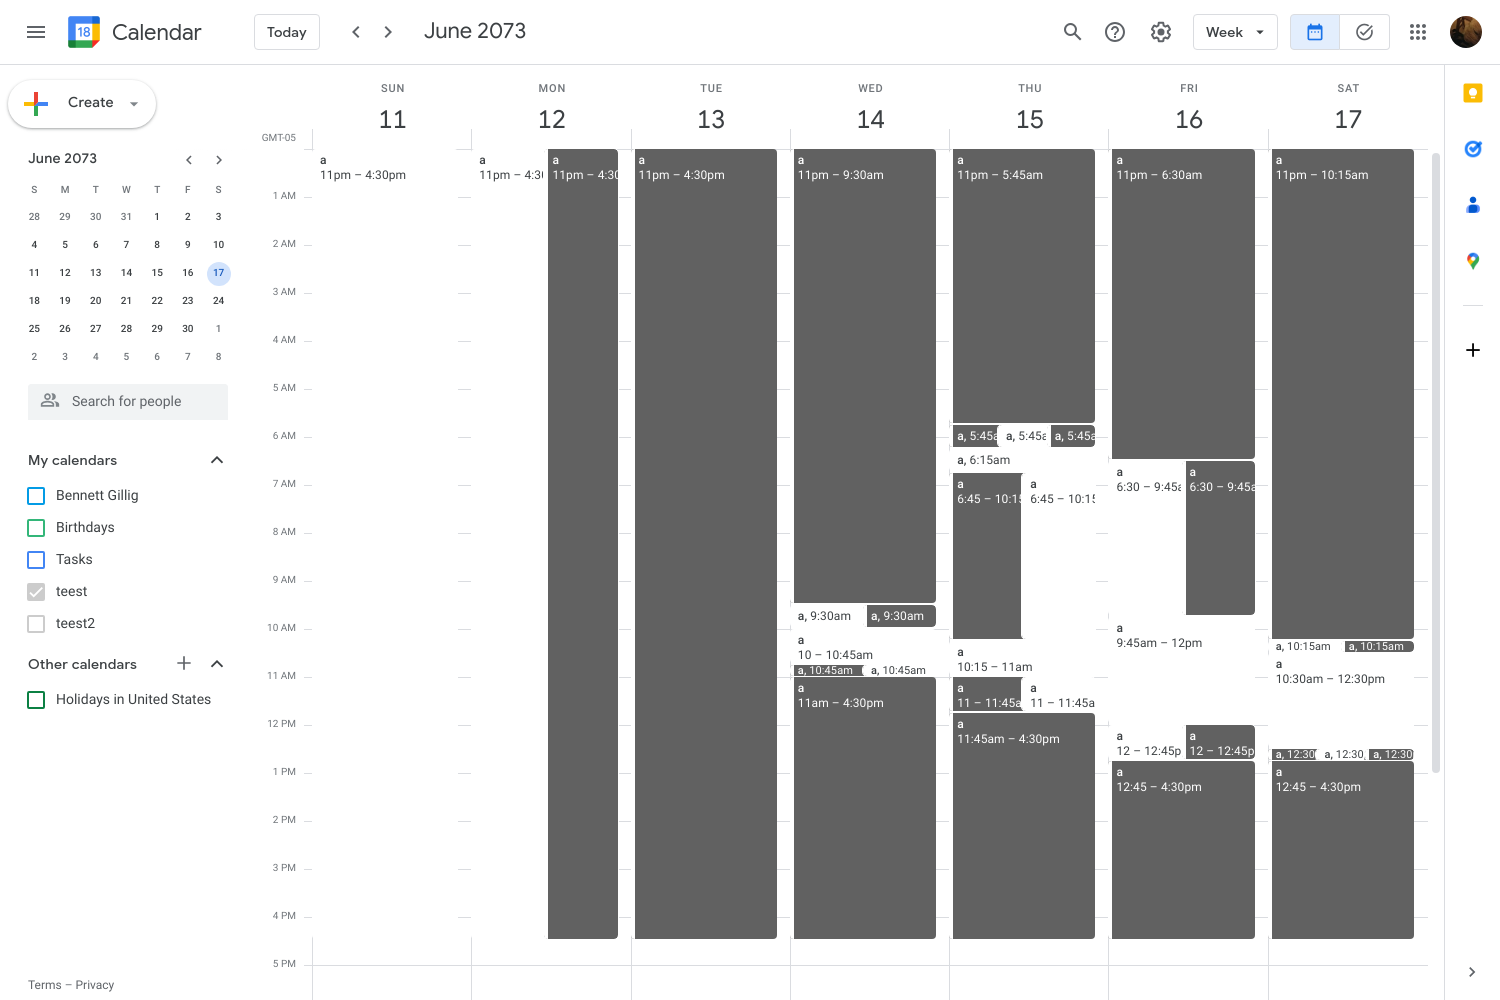 18 Calendar Today June 2073 Week
Create
June 2073
S M T W T F S
28 29 30 31 1 2 3
4 5 6 7 8 9 10
11 12 13 14 15 16 17
18 19 20 21 22 23 24
25 26 27 28 29 30 1
2 3 4 5 6 7 8
Search for people
My calendars
Bennett Gillig
Birthdays
Tasks
teest
teest2
Other calendars
Holidays in United States
Terms – Privacy
GMT-05
1 AM
2 AM
3 AM
4 AM
5 AM
6 AM
7 AM
8 AM
9 AM
10 AM
11 AM
12 PM
1 PM
2 PM
3 PM
4 PM
5 PM
SUN
11
a
11pm – 4:30pm
MON
12
a
11pm – 4:30
a
11pm – 4:30
TUE
13
a
11pm – 4:30pm
WED
14
a
11pm – 9:30am
a, 9:30am
a, 9:30am
a
10 – 10:45am
a, 10:45am
a, 10:45am
a
11am – 4:30pm
THU
15
a
11pm – 5:45am
a, 5:45a
a, 5:45a
a, 5:45a
a, 6:15am
a
6:45 – 10:15
a
6:45 – 10:15
a
10:15 – 11am
a
11 – 11:45a
a
11 – 11:45a
a
11:45am – 4:30pm
FRI
16
a
11pm – 6:30am
a
6:30 – 9:45a
a
6:30 – 9:45a
a
9:45am – 12pm
a
12 – 12:45p
a
12 – 12:45p
a
12:45 – 4:30pm
SAT
17
a
11pm – 10:15am
a, 10:15am
a, 10:15am
a
10:30am – 12:30pm
a, 12:30
a, 12:30
a, 12:30
a
12:45 – 4:30pm